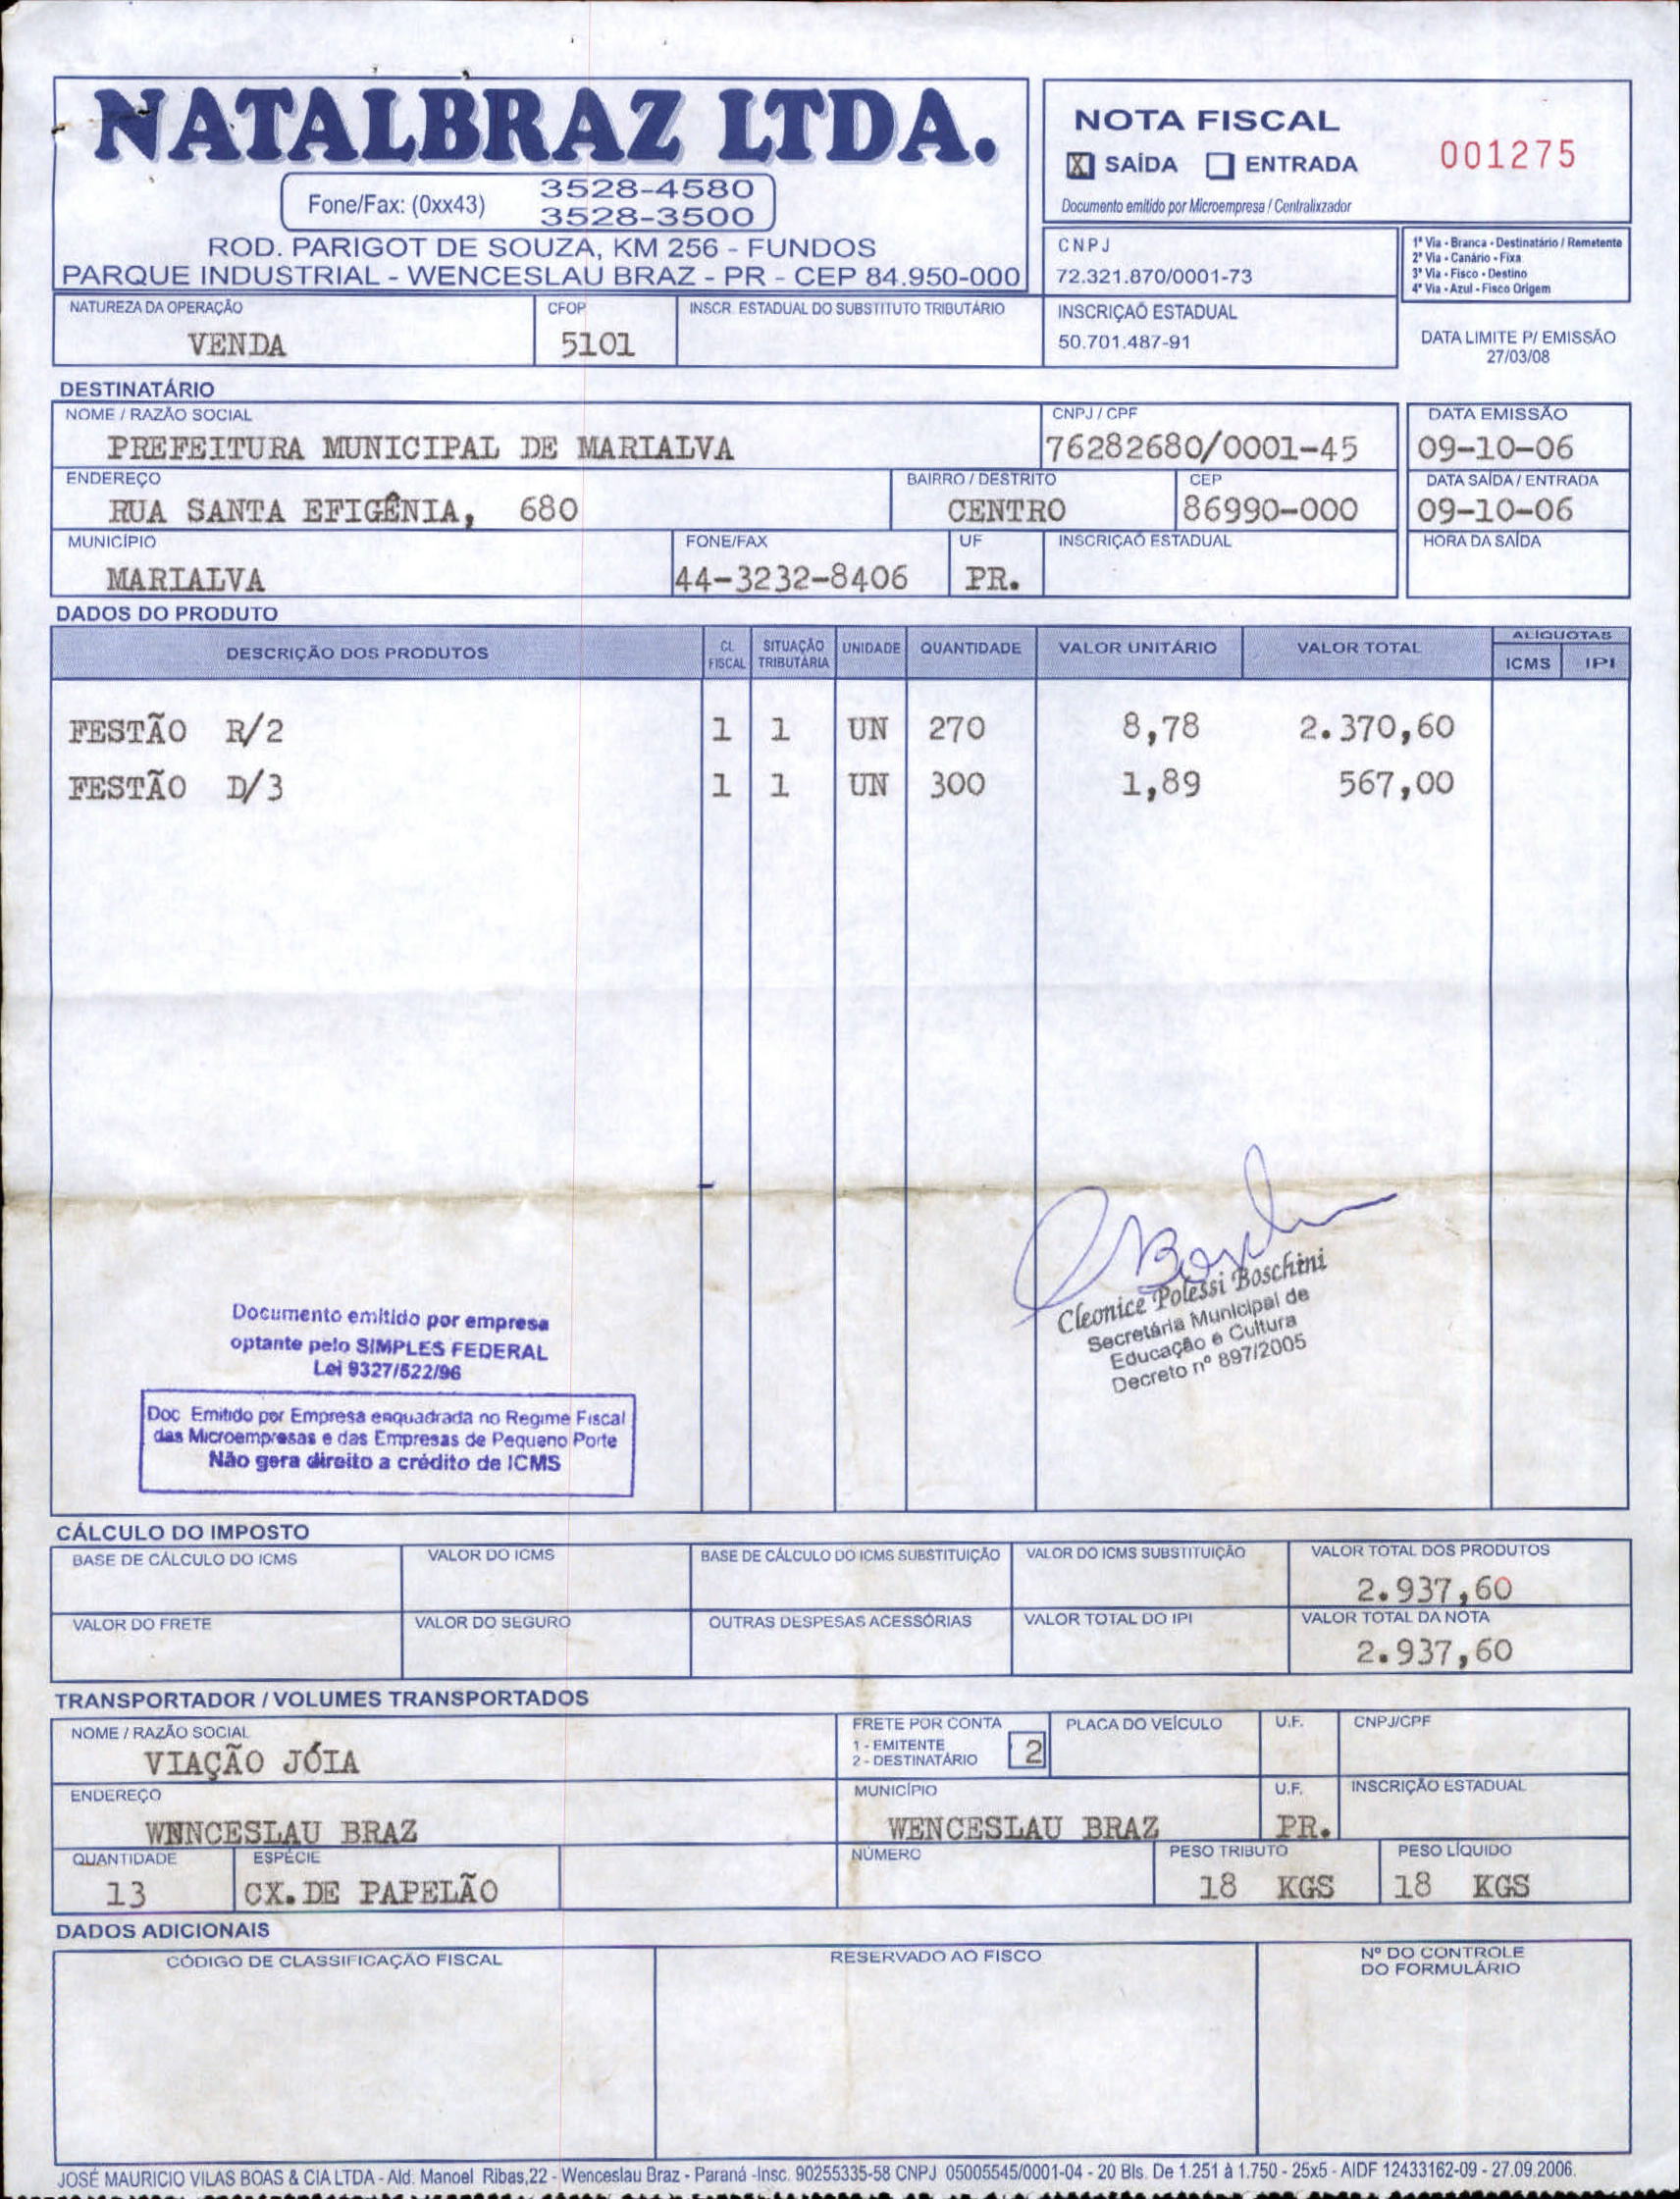 NATALBRAZ LTDA.
Fone/Fax: (0xx43) 3528-4580
3528-3500
ROD. PARIGOT DE SOUZA, KM 256 - FUNDOS
PARQUE INDUSTRIAL - WENCESLAU BRAZ - PR - CEP 84.950-000
NOTA FISCAL
001275
X SAÍDA ENTRADA
Documento emitido por Microempresa / Centralixzador
CNPJ
72.321.870/0001-73
1ª Via - Branca - Destinatário / Remetente
2ª Via - Canário - Fixa
3ª Via - Fisco - Destino
4ª Via - Azul - Fisco Origem
NATUREZA DA OPERAÇÃO CFOP INSCR. ESTADUAL DO SUBSTITUTO TRIBUTÁRIO INSCRIÇAÕ ESTADUAL
VENDA 5101 50.701.487-91
DATA LIMITE P/ EMISSÃO
27/03/08
DESTINATÁRIO
NOME / RAZÃO SOCIAL CNPJ / CPF DATA EMISSÃO
PREFEITURA MUNICIPAL DE MARIALVA 76282680/0001-45 09-10-06
ENDEREÇO BAIRRO / DESTRITO CEP DATA SAÍDA / ENTRADA
RUA SANTA EFIGÊNIA, 680 CENTRO 86990-000 09-10-06
MUNICÍPIO FONE/FAX UF INSCRIÇAÕ ESTADUAL HORA DA SAÍDA
MARIALVA 44-3232-8406 PR.
DADOS DO PRODUTO
DESCRIÇÃO DOS PRODUTOS CL. FISCAL SITUAÇÃO TRIBUTÁRIA UNIDADE QUANTIDADE VALOR UNITÁRIO VALOR TOTAL ALÍQUOTAS
ICMS IPI
FESTÃO R/2 1 1 UN 270 8,78 2.370,60
FESTÃO D/3 1 1 UN 300 1,89 567,00
Cleonice Polessi Boschini
Secretária Municipal de
Educação e Cultura
Decreto nº 897/2005
Documento emitido por empresa
optante pelo SIMPLES FEDERAL
Lei 9327/522/96
Doc Emitido por Empresa enquadrada no Regime Fiscal
das Microempresas e das Empresas de Pequeno Porte
Não gera direito a crédito de ICMS
CÁLCULO DO IMPOSTO
BASE DE CÁLCULO DO ICMS VALOR DO ICMS BASE DE CÁLCULO DO ICMS SUBSTITUIÇÃO VALOR DO ICMS SUBSTITUIÇÃO VALOR TOTAL DOS PRODUTOS
2.937,60
VALOR DO FRETE VALOR DO SEGURO OUTRAS DESPESAS ACESSÓRIAS VALOR TOTAL DO IPI VALOR TOTAL DA NOTA
2.937,60
TRANSPORTADOR / VOLUMES TRANSPORTADOS
NOME / RAZÃO SOCIAL FRETE POR CONTA PLACA DO VEÍCULO U.F. CNPJ/CPF
1 - EMITENTE
2 - DESTINATÁRIO 2
VIAÇÃO JÓIA
ENDEREÇO MUNICÍPIO U.F. INSCRIÇÃO ESTADUAL
WNNCESLAU BRAZ WENCESLAU BRAZ PR.
QUANTIDADE ESPÉCIE NÚMERO PESO TRIBUTO PESO LÍQUIDO
13 CX.DE PAPELÃO 18 KGS 18 KGS
DADOS ADICIONAIS
CÓDIGO DE CLASSIFICAÇÃO FISCAL RESERVADO AO FISCO Nº DO CONTROLE
DO FORMULÁRIO
JOSÉ MAURICIO VILAS BOAS & CIA LTDA - Ald. Manoel Ribas,22 - Wenceslau Braz - Paraná -Insc. 90255335-58 CNPJ 05005545/0001-04 - 20 Bls. De 1.251 à 1.750 - 25x5 - AIDF 12433162-09 - 27.09.2006.